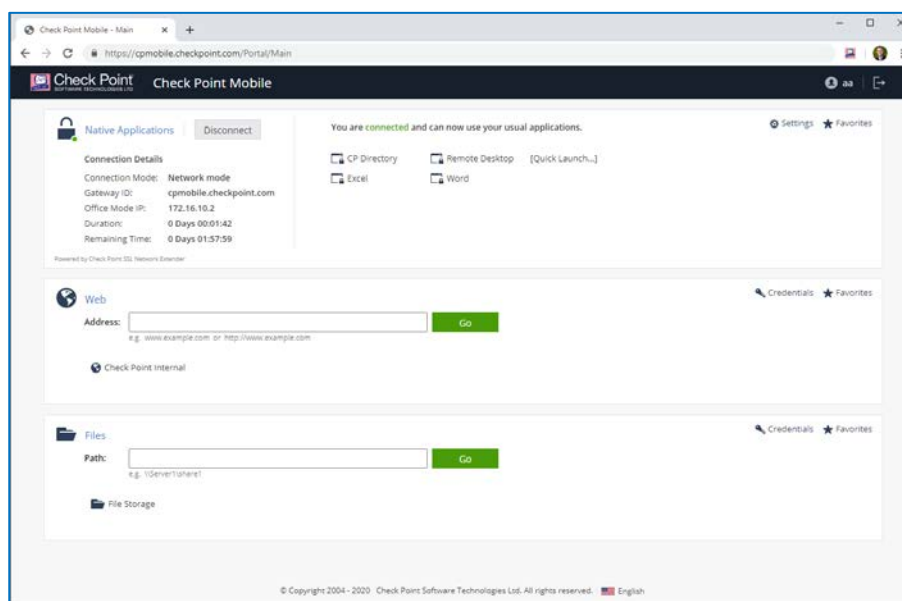 Check Point Mobile - Main
https://cpmobile.checkpoint.com/Portal/Main
Check Point
SOFTWARE TECHNOLOGIES LTD
Check Point Mobile
aa
Native Applications
Disconnect
You are connected and can now use your usual applications.
Settings
Favorites
Connection Details
Connection Mode: Network mode
Gateway ID: cpmobile.checkpoint.com
Office Mode IP: 172.16.10.2
Duration: 0 Days 00:01:42
Remaining Time: 0 Days 01:57:59
CP Directory
Remote Desktop
[Quick Launch...]
Excel
Word
Powered by Check Point SSL Network Extender
Web
Credentials
Favorites
Address:
Go
e.g. www.example.com or http://www.example.com
Check Point Internal
Files
Credentials
Favorites
Path:
Go
e.g. \\Server1\share1
File Storage
© Copyright 2004 - 2020 Check Point Software Technologies Ltd. All rights reserved. English